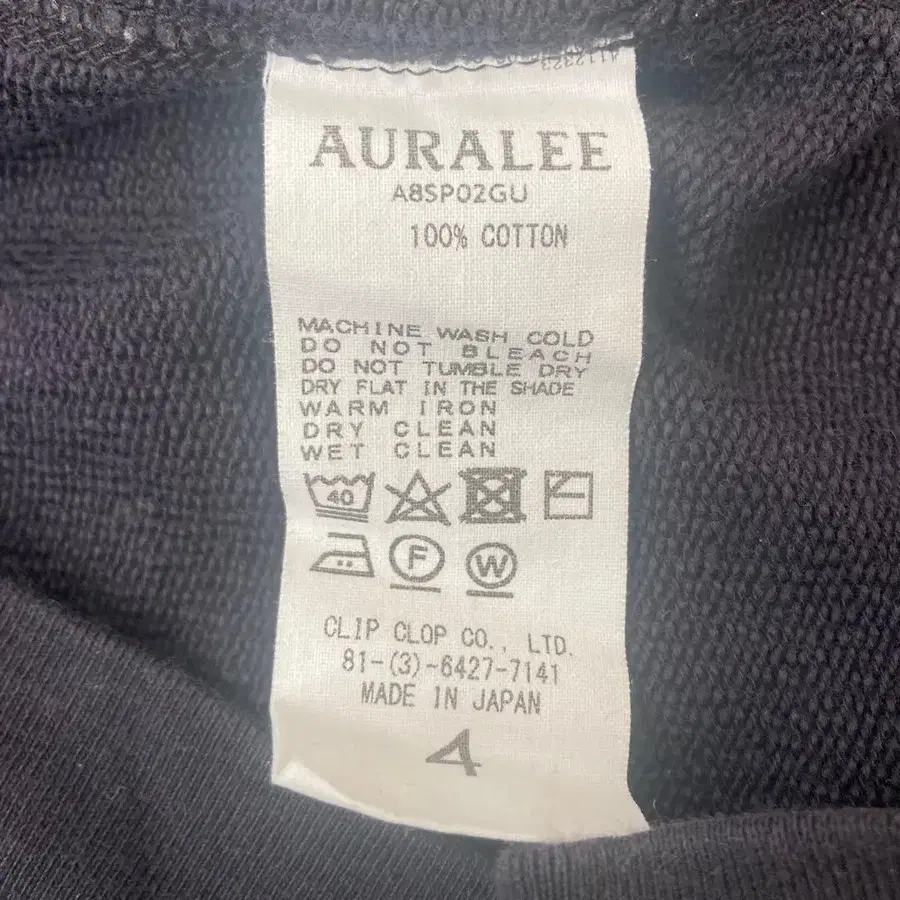 AURALEE
A8SP02GU
100% COTTON
MACHINE WASH COLD
DO NOT BLEACH
DO NOT TUMBLE DRY
DRY FLAT IN THE SHADE
WARM IRON
DRY CLEAN
WET CLEAN
40
F W
CLIP CLOP CO., LTD.
81-(3)-6427-7141
MADE IN JAPAN
4